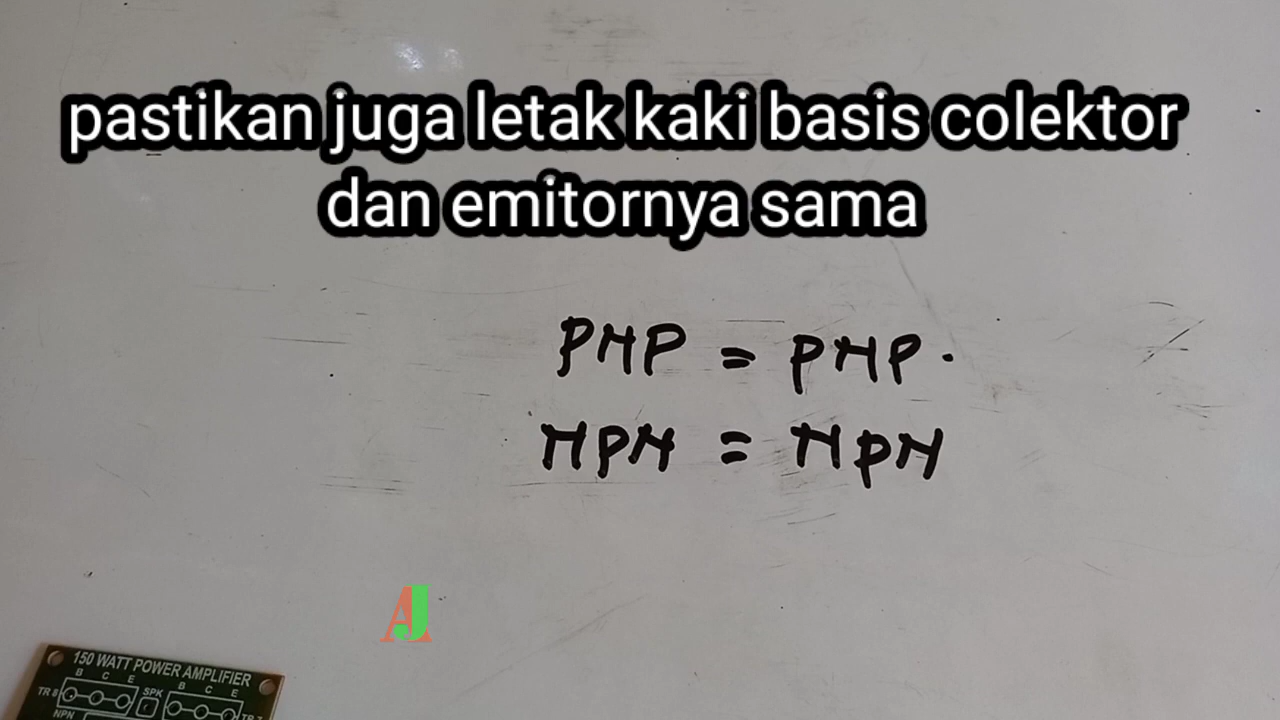 pastikan juga letak kaki basis colektor
dan emitornya sama
PNP = PNP.
NPN = NPN
AJ
150 WATT POWER AMPLIFIER
B C E SPK B C E
TR 8 TR 7
NPN